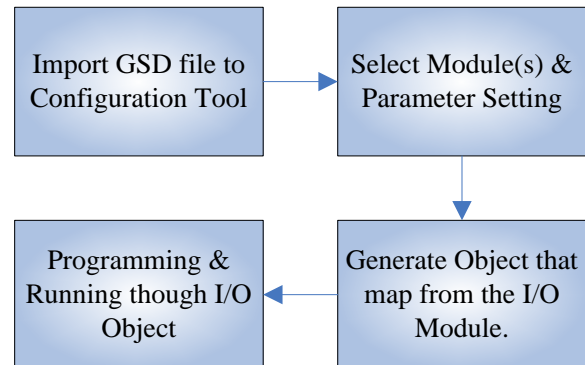 Import GSD file to
Configuration Tool
Select Module(s) &
Parameter Setting
Programming &
Running though I/O
Object
Generate Object that
map from the I/O
Module.